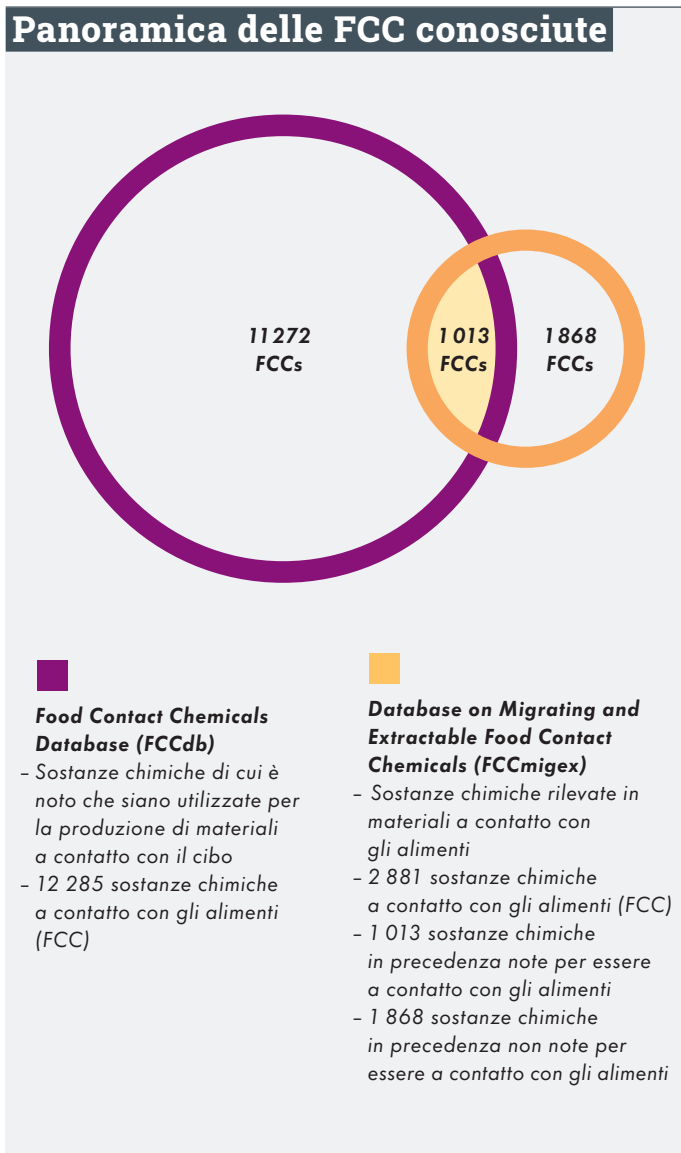 Panoramica delle FCC conosciute
11 272
FCCs
1 013
FCCs
1 868
FCCs
Food Contact Chemicals
Database (FCCdb)
– Sostanze chimiche di cui è
noto che siano utilizzate per
la produzione di materiali
a contatto con il cibo
– 12 285 sostanze chimiche
a contatto con gli alimenti
(FCC)
Database on Migrating and
Extractable Food Contact
Chemicals (FCCmigex)
– Sostanze chimiche rilevate in
materiali a contatto con
gli alimenti
– 2 881 sostanze chimiche
a contatto con gli alimenti (FCC)
– 1 013 sostanze chimiche
in precedenza note per essere
a contatto con gli alimenti
– 1 868 sostanze chimiche
in precedenza non note per
essere a contatto con gli alimenti